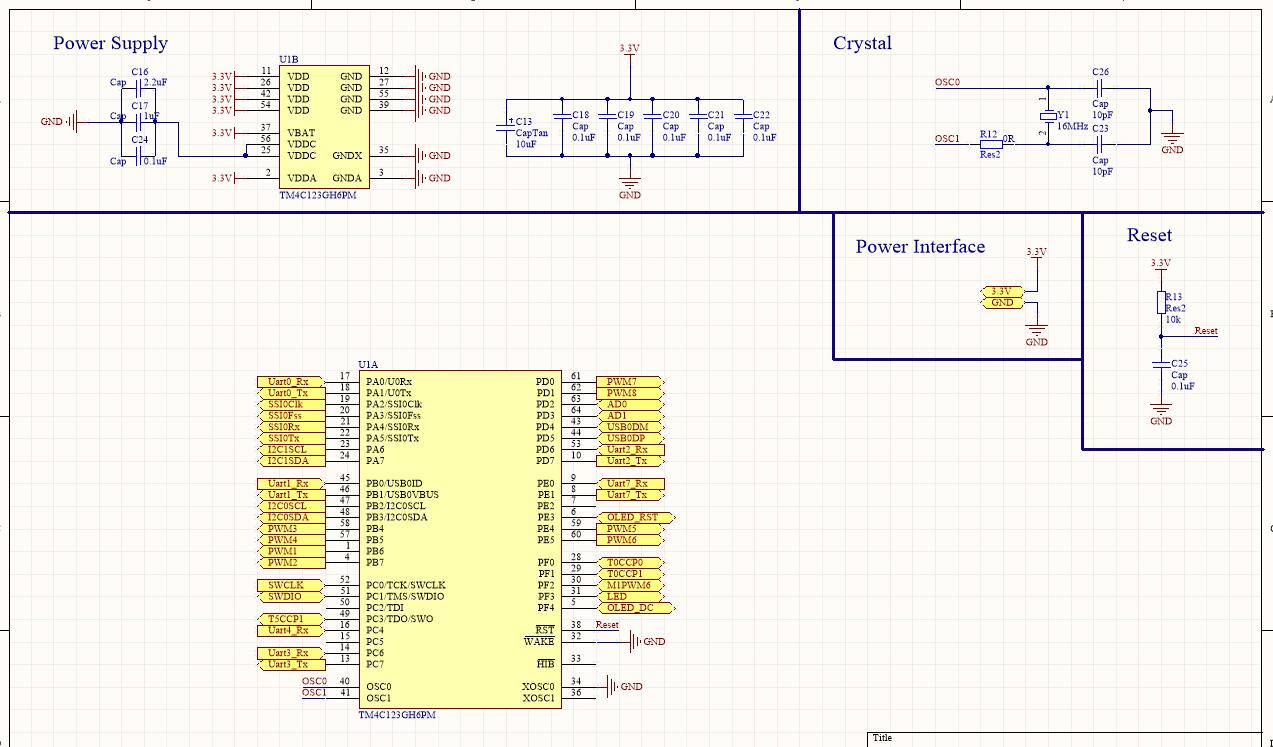 Power Supply
C16
Cap
2.2uF
C17
Cap
1uF
C24
Cap
0.1uF
GND
U1B
3.3V 11 VDD GND 12 GND
3.3V 26 VDD GND 27 GND
3.3V 42 VDD GND 55 GND
3.3V 54 VDD GND 39 GND
3.3V 37 VBAT
56 VDDC
25 VDDC GNDX 35 GND
3.3V 2 VDDA GNDA 3 GND
TM4C123GH6PM
3.3V
C13
CapTan
10uF
C18
Cap
0.1uF
C19
Cap
0.1uF
C20
Cap
0.1uF
C21
Cap
0.1uF
C22
Cap
0.1uF
GND
Crystal
OSC0
C26
Cap
10pF
1
Y1
16MHz
2
OSC1
R12
0R
Res2
C23
Cap
10pF
GND
Power Interface
3.3V
3.3V
GND
GND
Reset
3.3V
R13
Res2
10k
Reset
C25
Cap
0.1uF
GND
U1A
Uart0_Rx 17 PA0/U0Rx PD0 61 PWM7
Uart0_Tx 18 PA1/U0Tx PD1 62 PWM8
SSI0Clk 19 PA2/SSI0Clk PD2 63 AD0
SSI0Fss 20 PA3/SSI0Fss PD3 64 AD1
SSI0Rx 21 PA4/SSI0Rx PD4 43 USB0DM
SSI0Tx 22 PA5/SSI0Tx PD5 44 USB0DP
I2C1SCL 23 PA6 PD6 53 Uart2_Rx
I2C1SDA 24 PA7 PD7 10 Uart2_Tx
Uart1_Rx 45 PB0/USB0ID PE0 9 Uart7_Rx
Uart1_Tx 46 PB1/USB0VBUS PE1 8 Uart7_Tx
I2C0SCL 47 PB2/I2C0SCL PE2 7
I2C0SDA 48 PB3/I2C0SDA PE3 6 OLED_RST
PWM3 58 PB4 PE4 59 PWM5
PWM4 57 PB5 PE5 60 PWM6
PWM1 1 PB6
PWM2 4 PB7 PF0 28 T0CCP0
PF1 29 T0CCP1
SWCLK 52 PC0/TCK/SWCLK PF2 30 M1PWM6
SWDIO 51 PC1/TMS/SWDIO PF3 31 LED
50 PC2/TDI PF4 5 OLED_DC
T5CCP1 49 PC3/TDO/SWO
Uart4_Rx 16 PC4 RST 38 Reset
15 PC5 WAKE 32 GND
Uart3_Rx 14 PC6
Uart3_Tx 13 PC7 HIB 33
OSC0 40 OSC0 XOSC0 34 GND
OSC1 41 OSC1 XOSC1 36
TM4C123GH6PM
Title